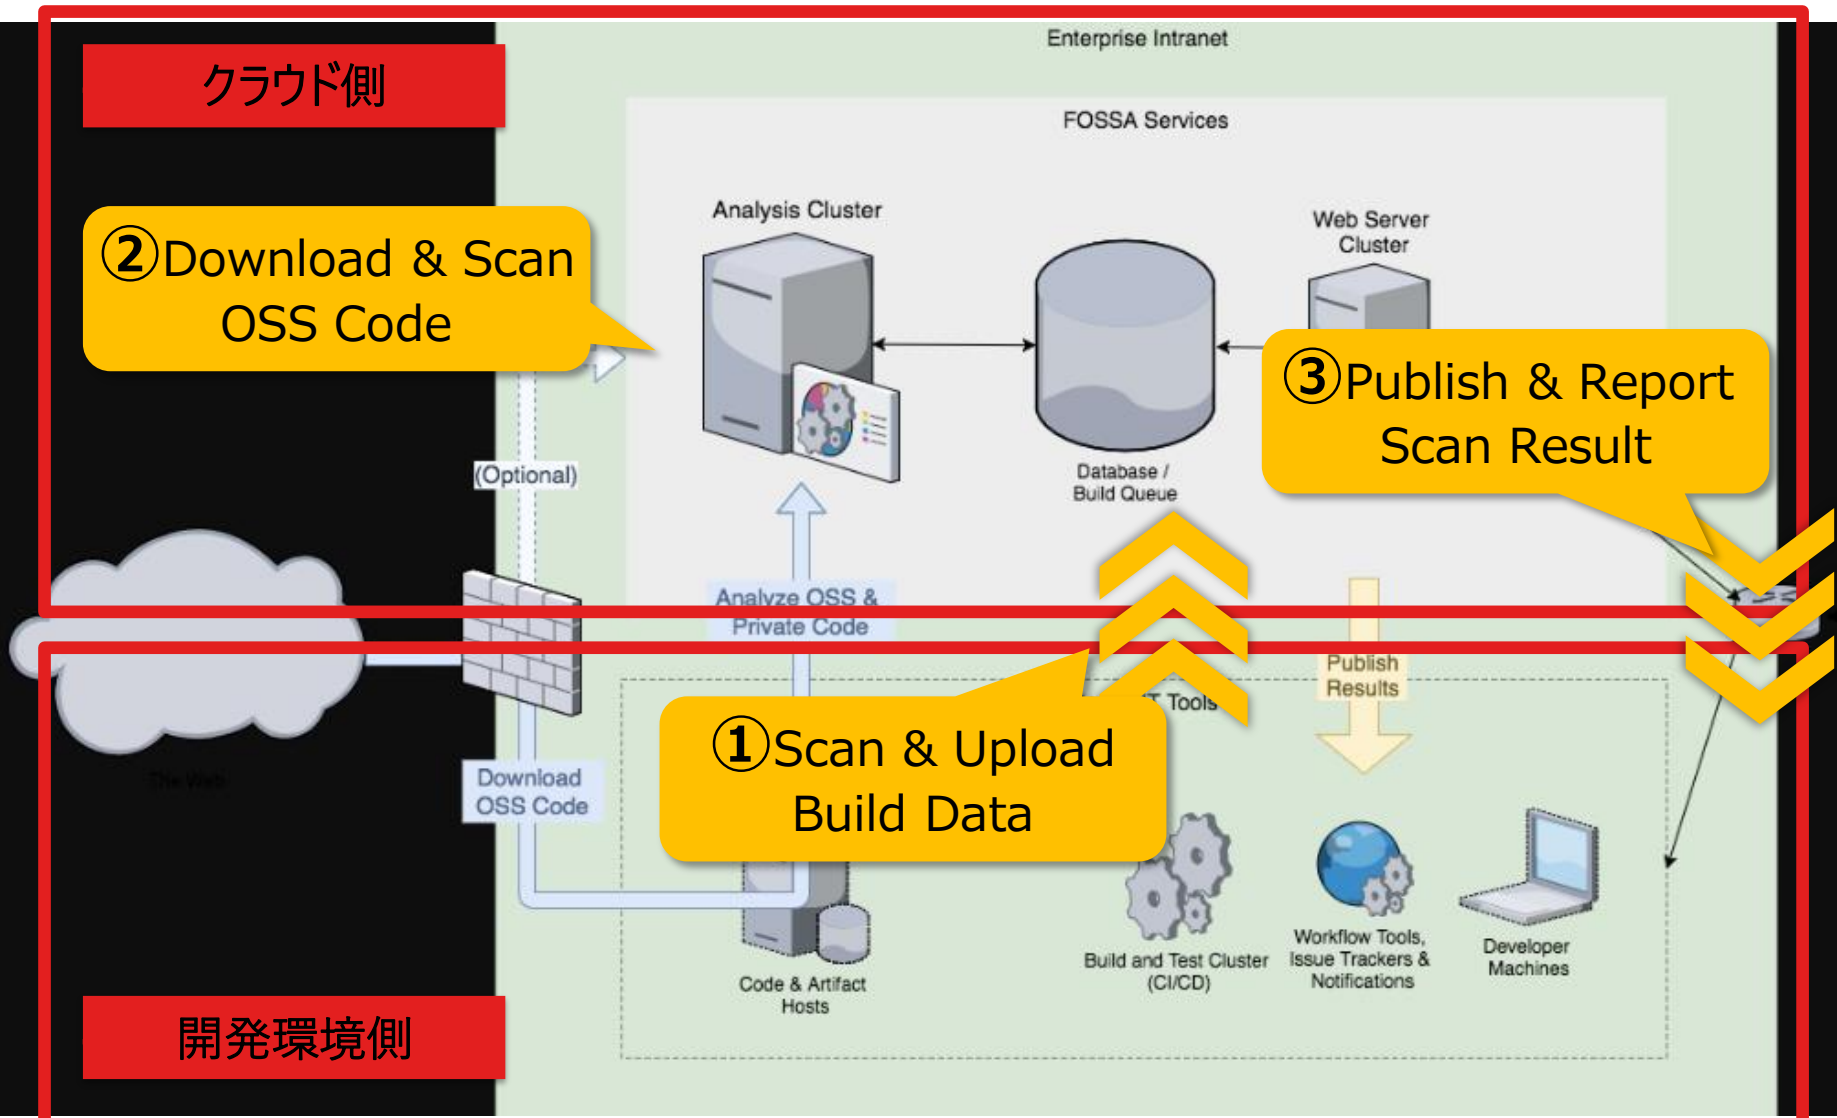 Enterprise Intranet
クラウド側
FOSSA Services
Analysis Cluster
Web Server
Cluster
②Download & Scan
OSS Code
③Publish & Report
Scan Result
(Optional)
Database /
Build Queue
Analyze OSS &
Private Code
Publish
Results
Tools
①Scan & Upload
Build Data
The Web
Download
OSS Code
Code & Artifact
Hosts
Build and Test Cluster
(CI/CD)
Workflow Tools,
Issue Trackers &
Notifications
Developer
Machines
開発環境側